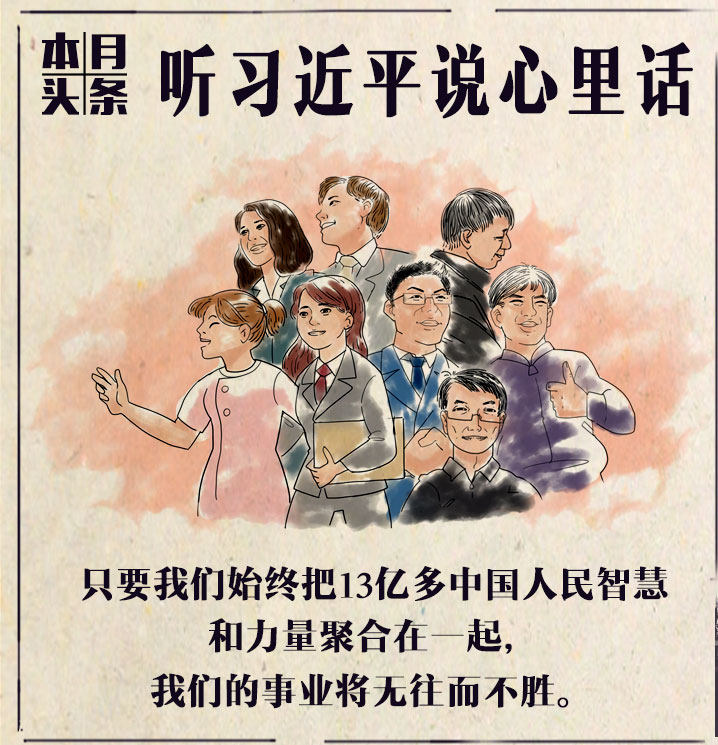 本月
头条
听习近平说心里话
只要我们始终把13亿多中国人民智慧
和力量聚合在一起，
我们的事业将无往而不胜。